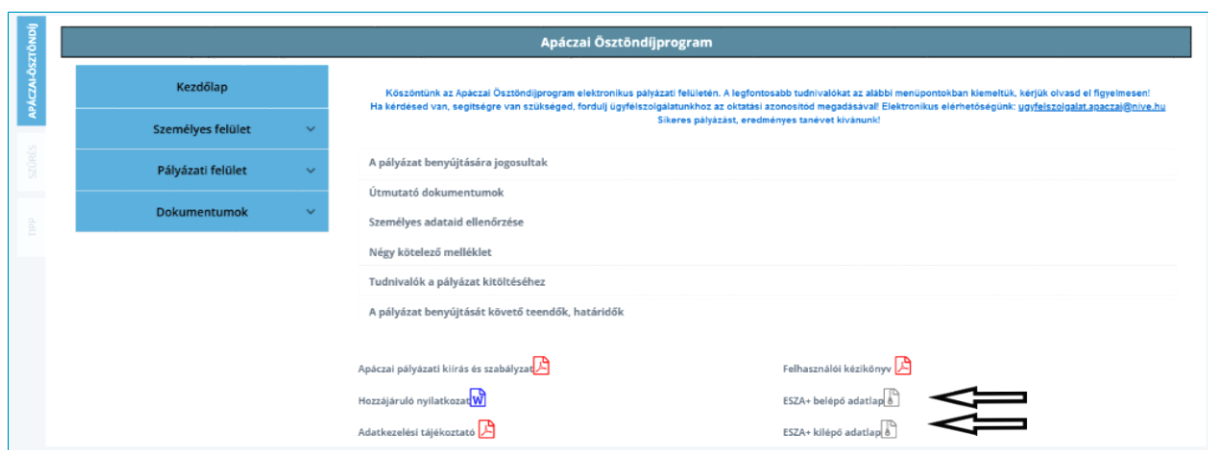 APÁCZAI-ÖSZTÖNDÍJ
SZŰRÉS
TIPP
Apáczai Ösztöndíjprogram
Kezdőlap
Személyes felület
Pályázati felület
Dokumentumok
Köszöntünk az Apáczai Ösztöndíjprogram elektronikus pályázati felületén. A legfontosabb tudnivalókat az alábbi menüpontokban kiemeltük, kérjük olvasd el figyelmesen!
Ha kérdésed van, segítségre van szükséged, fordulj ügyfélszolgálatunkhoz az oktatási azonosítód megadásával! Elektronikus elérhetőségünk: ugyfelszolgalat.apaczai@nive.hu
Sikeres pályázást, eredményes tanévet kívánunk!
A pályázat benyújtására jogosultak
Útmutató dokumentumok
Személyes adataid ellenőrzése
Négy kötelező melléklet
Tudnivalók a pályázat kitöltéséhez
A pályázat benyújtását követő teendők, határidők
Apáczai pályázati kiírás és szabályzat
Felhasználói kézikönyv
Hozzájáruló nyilatkozat
ESZA+ belépő adatlap
Adatkezelési tájékoztató
ESZA+ kilépő adatlap